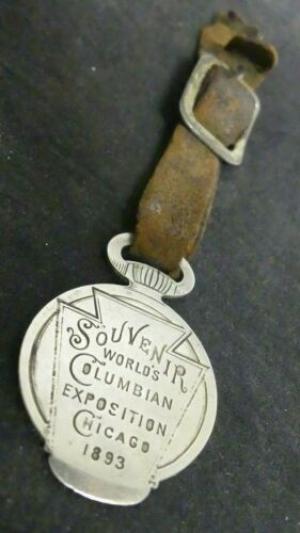 SOUVENIR
WORLD'S
COLUMBIAN
EXPOSITION
CHICAGO
1893